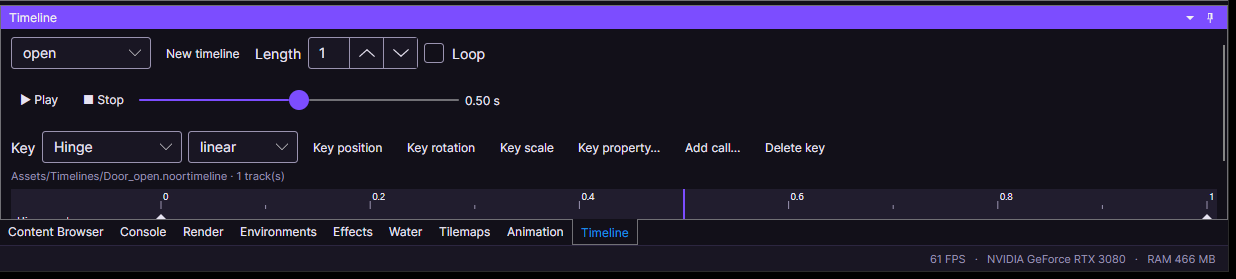 Timeline
open New timeline Length 1 Loop
Play Stop 0.50 s
Key Hinge linear Key position Key rotation Key scale Key property... Add call... Delete key
Assets/Timelines/Door_open.noortimeline · 1 track(s)
0 0.2 0.4 0.6 0.8 1
Content Browser Console Render Environments Effects Water Tilemaps Animation Timeline
61 FPS · NVIDIA GeForce RTX 3080 · RAM 466 MB